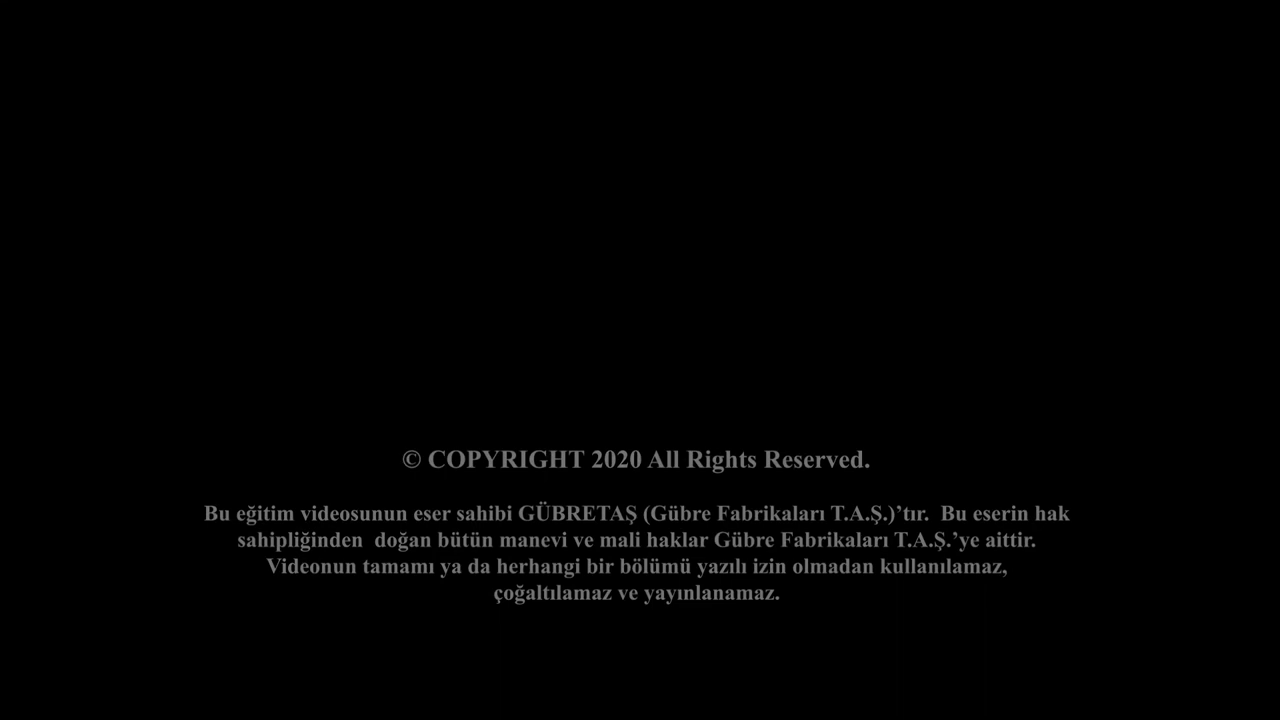 © COPYRIGHT 2020 All Rights Reserved.
Bu eğitim videosunun eser sahibi GÜBRETAŞ (Gübre Fabrikaları T.A.Ş.)’tır.  Bu eserin hak
sahipliğinden  doğan bütün manevi ve mali haklar Gübre Fabrikaları T.A.Ş.’ye aittir.
Videonun tamamı ya da herhangi bir bölümü yazılı izin olmadan kullanılamaz,
çoğaltılamaz ve yayınlanamaz.